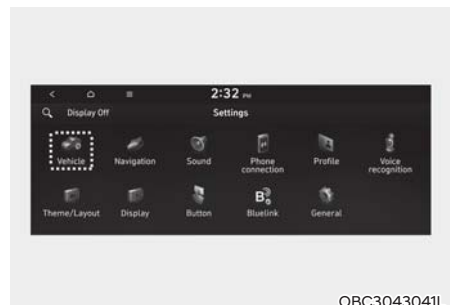 2:32 PM
Display Off
Settings
Vehicle
Navigation
Sound
Phone connection
Profile
Voice recognition
Theme/Layout
Display
Button
Bluelink
General
OBC3043041L